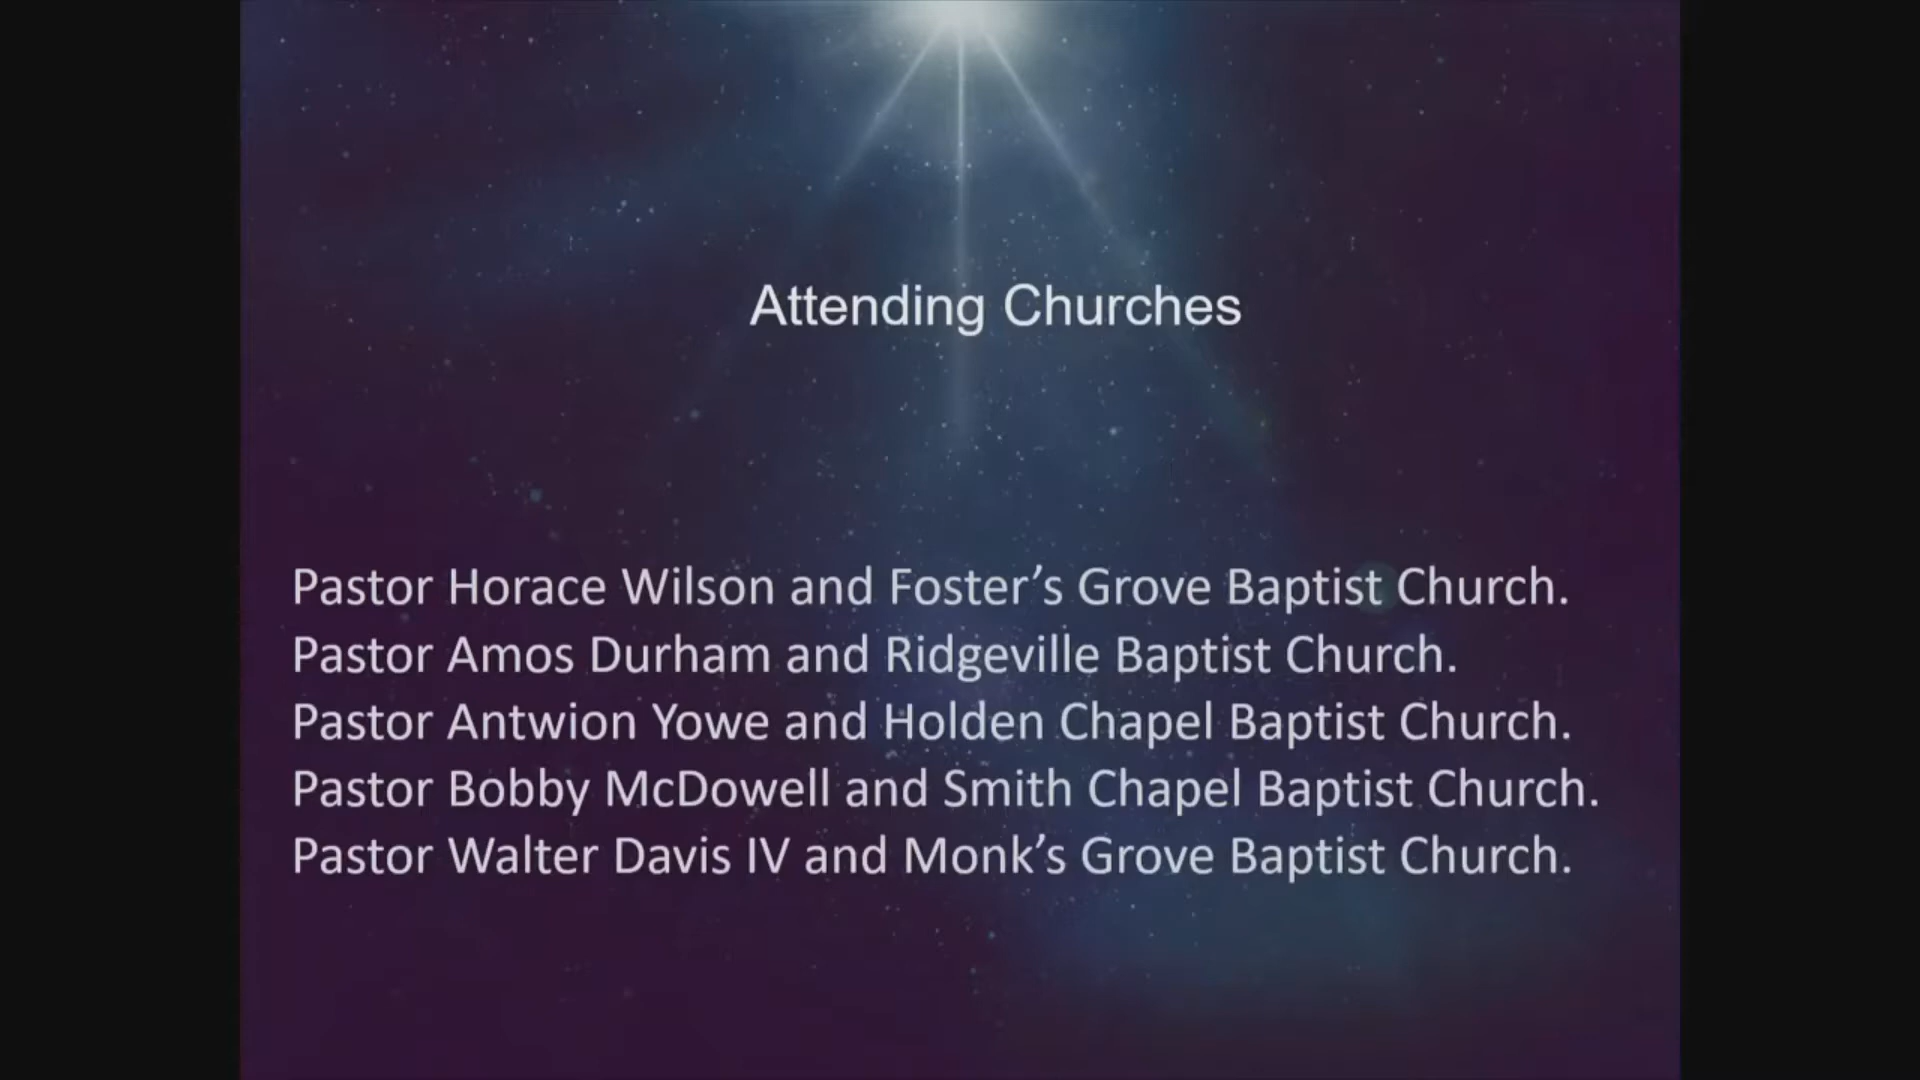 Attending Churches
Pastor Horace Wilson and Foster’s Grove Baptist Church.
Pastor Amos Durham and Ridgeville Baptist Church.
Pastor Antwion Yowe and Holden Chapel Baptist Church.
Pastor Bobby McDowell and Smith Chapel Baptist Church.
Pastor Walter Davis IV and Monk’s Grove Baptist Church.